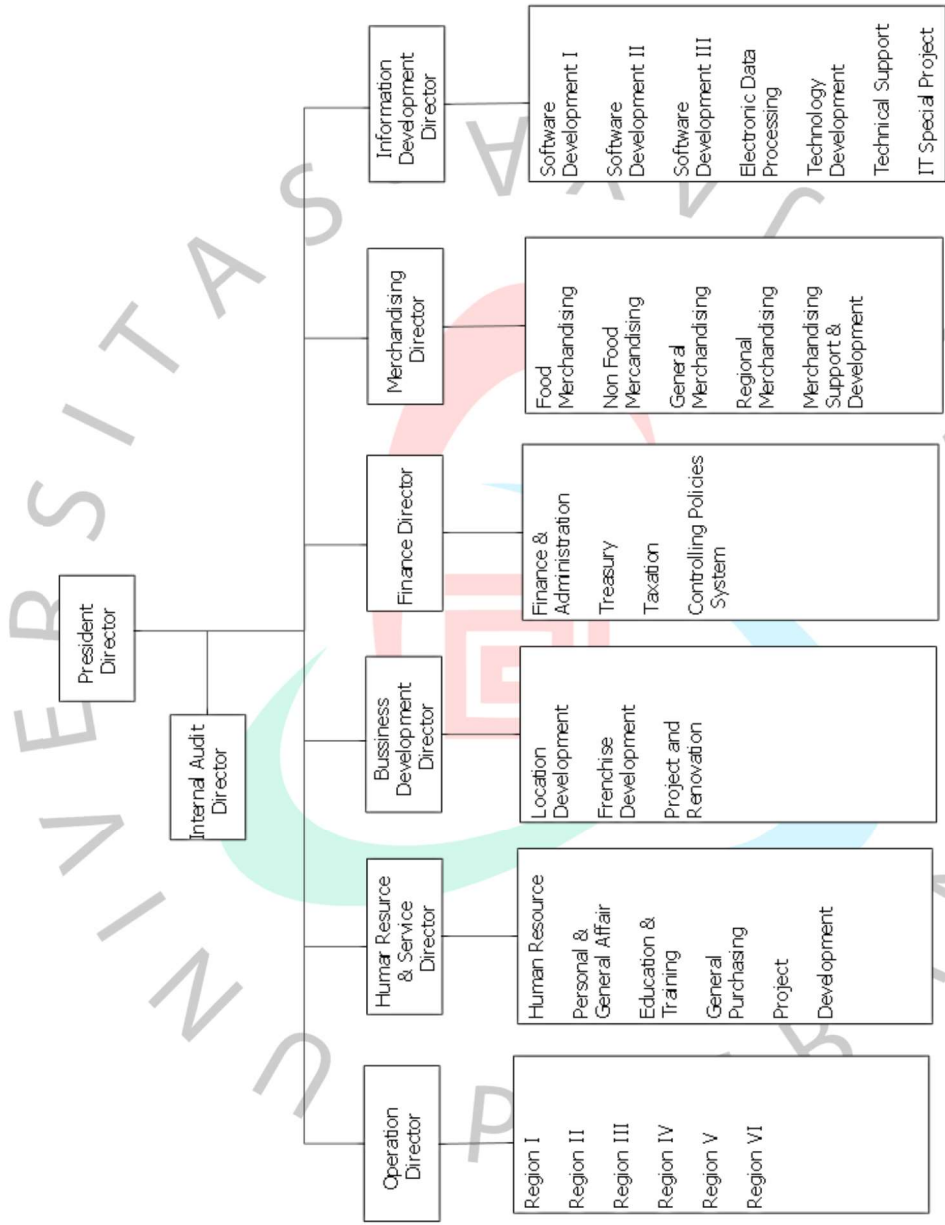 President
Director
Internal Audit
Director
Operation
Director
Human Resource
& Service
Director
Bussiness
Development
Director
Finance Director
Merchandising
Director
Information
Development
Director
Region I
Region II
Region III
Region IV
Region V
Region VI
Human Resource
Personal &
General Affair
Education &
Training
General
Purchasing
Project
Development
Location
Development
Frenchise
Development
Project and
Renovation
Finance &
Administration
Treasury
Taxation
Controlling Policies
System
Food
Merchandising
Non Food
Mercandising
General
Merchandising
Regional
Merchandising
Merchandising
Support &
Development
Software
Development I
Software
Development II
Software
Development III
Electronic Data
Processing
Technology
Development
Technical Support
IT Special Project
UNIVERSITAS